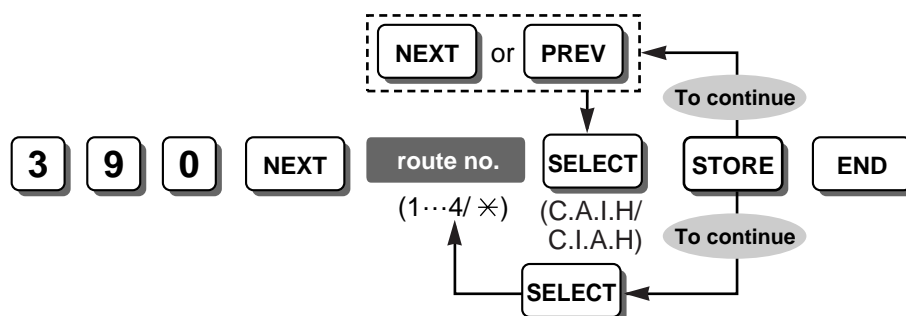 NEXT or PREV
To continue
3 9 0 NEXT route no. SELECT STORE END
(1···4/ ✳)
(C.A.I.H/
C.I.A.H)
To continue
SELECT